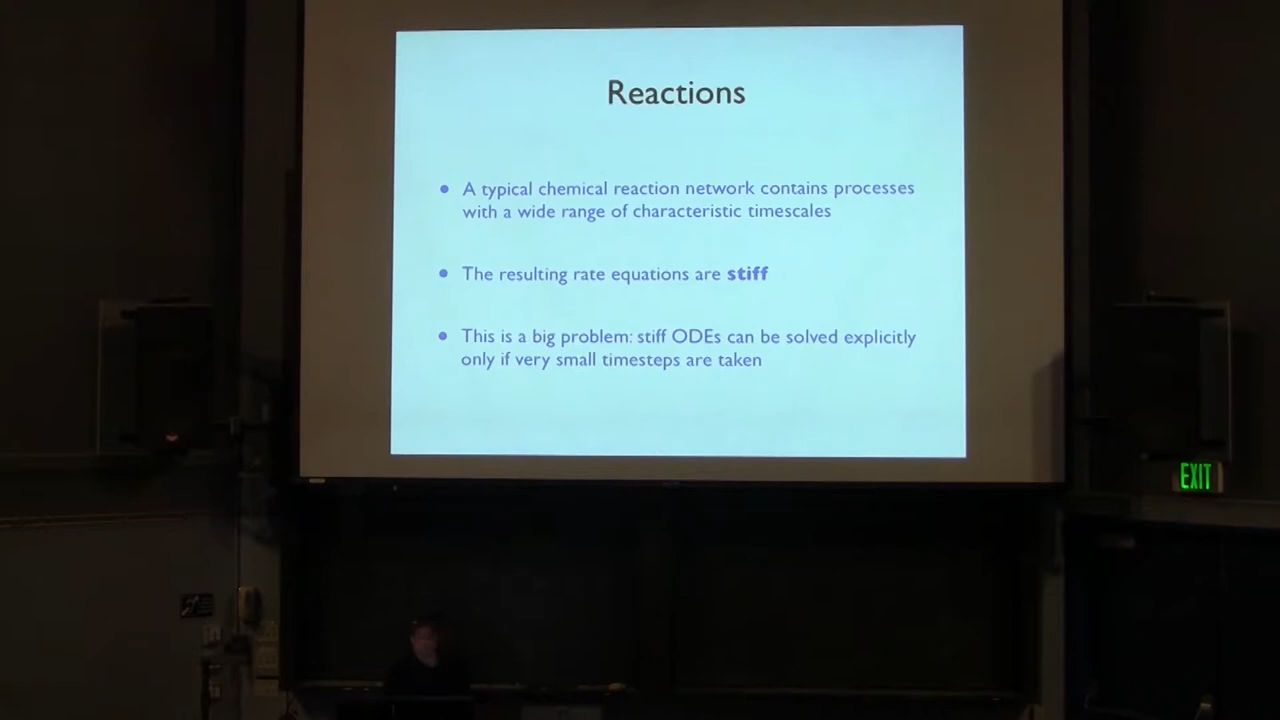 Reactions
• A typical chemical reaction network contains processes
with a wide range of characteristic timescales
• The resulting rate equations are stiff
• This is a big problem: stiff ODEs can be solved explicitly
only if very small timesteps are taken
EXIT